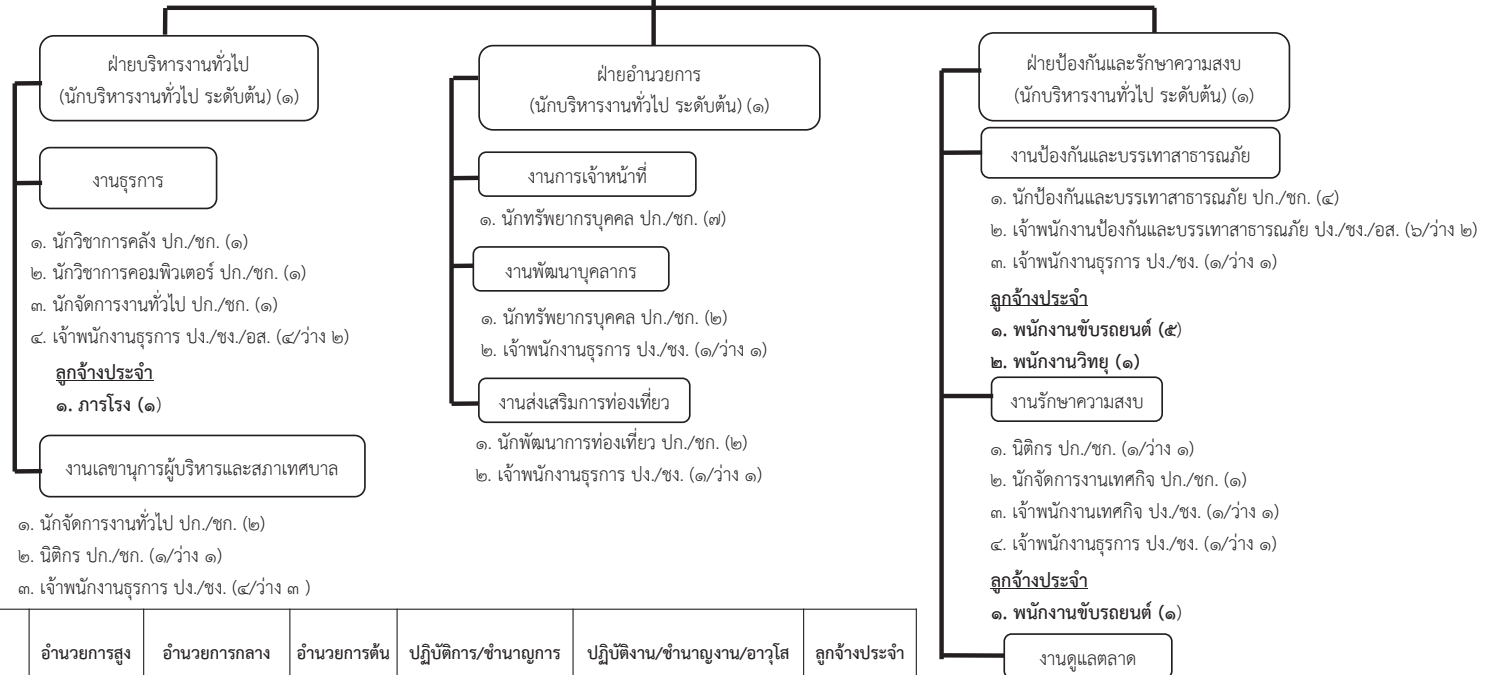 ฝ่ายบริหารงานทั่วไป
(นักบริหารงานทั่วไป ระดับต้น) (๑)
งานธุรการ
๑. นักวิชาการคลัง ปก./ชก. (๑)
๒. นักวิชาการคอมพิวเตอร์ ปก./ชก. (๑)
๓. นักจัดการงานทั่วไป ปก./ชก. (๑)
๔. เจ้าพนักงานธุรการ ปง./ชง./อส. (๔/ว่าง ๒)
ลูกจ้างประจำ
๑. ภารโรง (๑)
งานเลขานุการผู้บริหารและสภาเทศบาล
๑. นักจัดการงานทั่วไป ปก./ชก. (๒)
๒. นิติกร ปก./ชก. (๑/ว่าง ๑)
๓. เจ้าพนักงานธุรการ ปง./ชง. (๔/ว่าง ๓ )
ฝ่ายอำนวยการ
(นักบริหารงานทั่วไป ระดับต้น) (๑)
งานการเจ้าหน้าที่
๑. นักทรัพยากรบุคคล ปก./ชก. (๗)
งานพัฒนาบุคลากร
๑. นักทรัพยากรบุคคล ปก./ชก. (๒)
๒. เจ้าพนักงานธุรการ ปง./ชง. (๑/ว่าง ๑)
งานส่งเสริมการท่องเที่ยว
๑. นักพัฒนาการท่องเที่ยว ปก./ชก. (๒)
๒. เจ้าพนักงานธุรการ ปง./ชง. (๑/ว่าง ๑)
ฝ่ายป้องกันและรักษาความสงบ
(นักบริหารงานทั่วไป ระดับต้น) (๑)
งานป้องกันและบรรเทาสาธารณภัย
๑. นักป้องกันและบรรเทาสาธารณภัย ปก./ชก. (๔)
๒. เจ้าพนักงานป้องกันและบรรเทาสาธารณภัย ปง./ชง./อส. (๖/ว่าง ๒)
๓. เจ้าพนักงานธุรการ ปง./ชง. (๑/ว่าง ๑)
ลูกจ้างประจำ
๑. พนักงานขับรถยนต์ (๕)
๒. พนักงานวิทยุ (๑)
งานรักษาความสงบ
๑. นิติกร ปก./ชก. (๑/ว่าง ๑)
๒. นักจัดการงานเทศกิจ ปก./ชก. (๑)
๓. เจ้าพนักงานเทศกิจ ปง./ชง. (๑/ว่าง ๑)
๔. เจ้าพนักงานธุรการ ปง./ชง. (๑/ว่าง ๑)
ลูกจ้างประจำ
๑. พนักงานขับรถยนต์ (๑)
งานดูแลตลาด
อำนวยการสูง อำนวยการกลาง อำนวยการต้น ปฏิบัติการ/ชำนาญการ ปฏิบัติงาน/ชำนาญงาน/อาวุโส ลูกจ้างประจำ